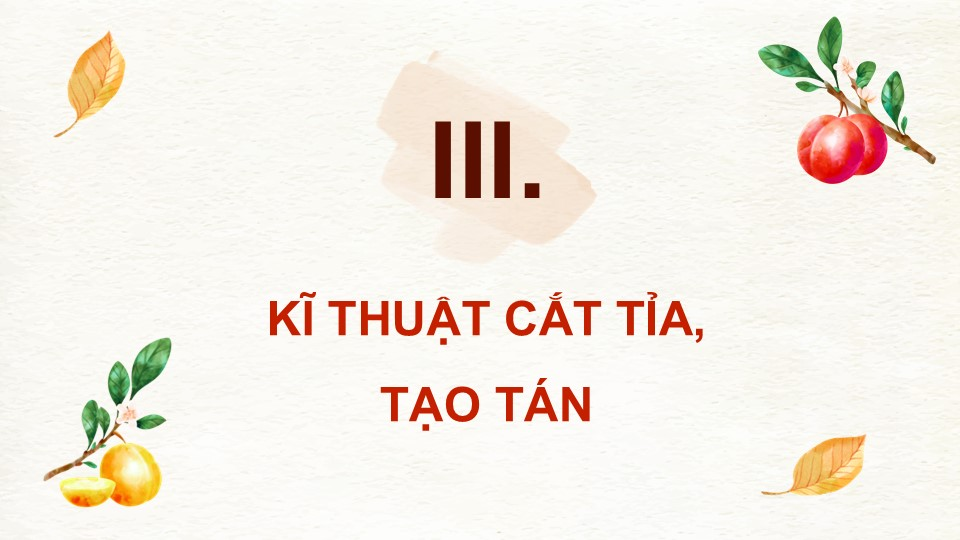 III.
KĨ THUẬT CẮT TỈA,
TẠO TÁN